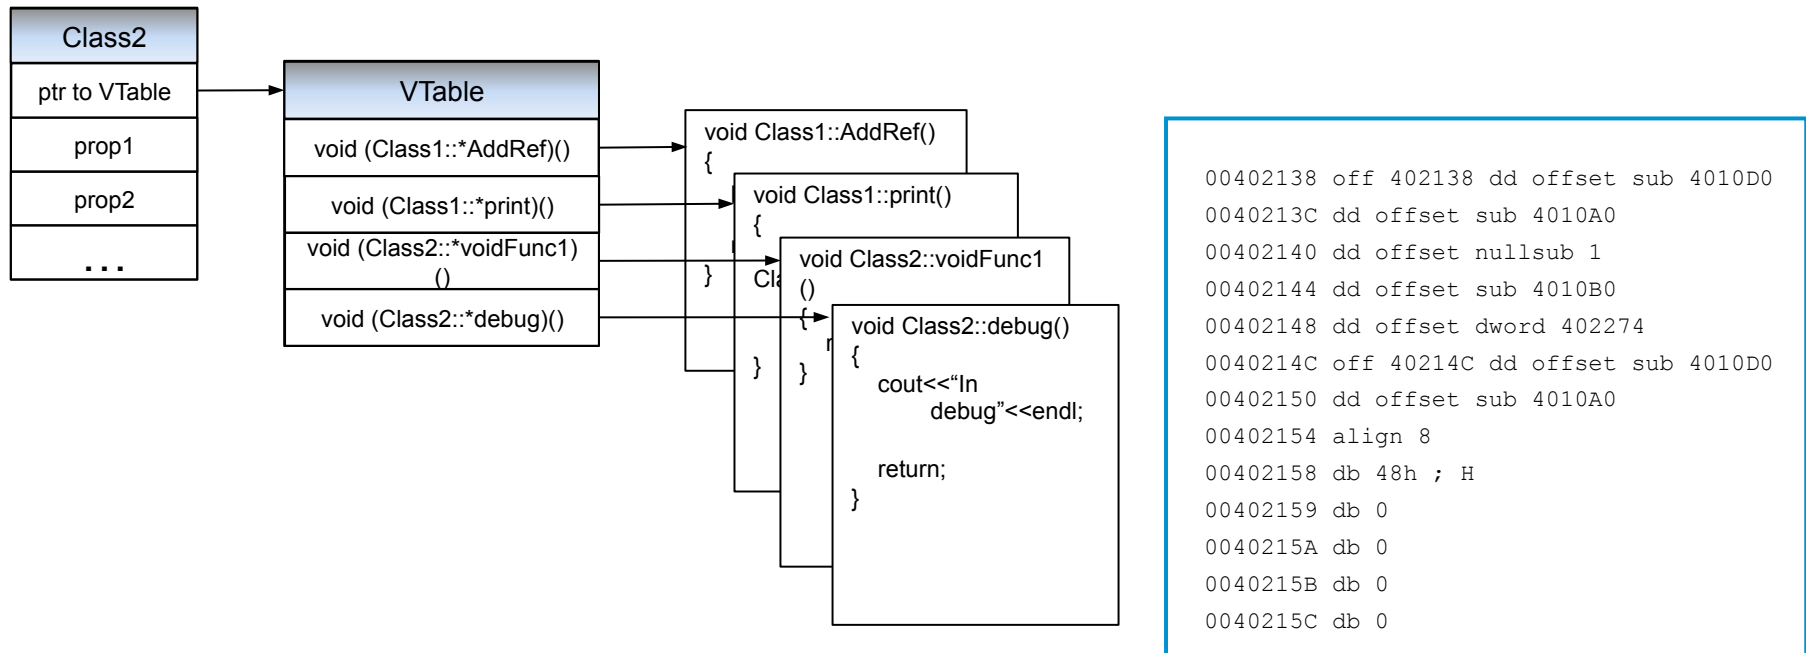 Class2
ptr to VTable
prop1
prop2
...
VTable
void (Class1::*AddRef)()
void (Class1::*print)()
void (Class2::*voidFunc1)
()
void (Class2::*debug)()
void Class1::AddRef()
{
}
void Class1::print()
{
}
void Class2::voidFunc1
()
{
}
void Class2::debug()
{
cout<<“In
debug”<<endl;
return;
}
00402138 off 402138 dd offset sub 4010D0
0040213C dd offset sub 4010A0
00402140 dd offset nullsub 1
00402144 dd offset sub 4010B0
00402148 dd offset dword 402274
0040214C off 40214C dd offset sub 4010D0
00402150 dd offset sub 4010A0
00402154 align 8
00402158 db 48h ; H
00402159 db 0
0040215A db 0
0040215B db 0
0040215C db 0